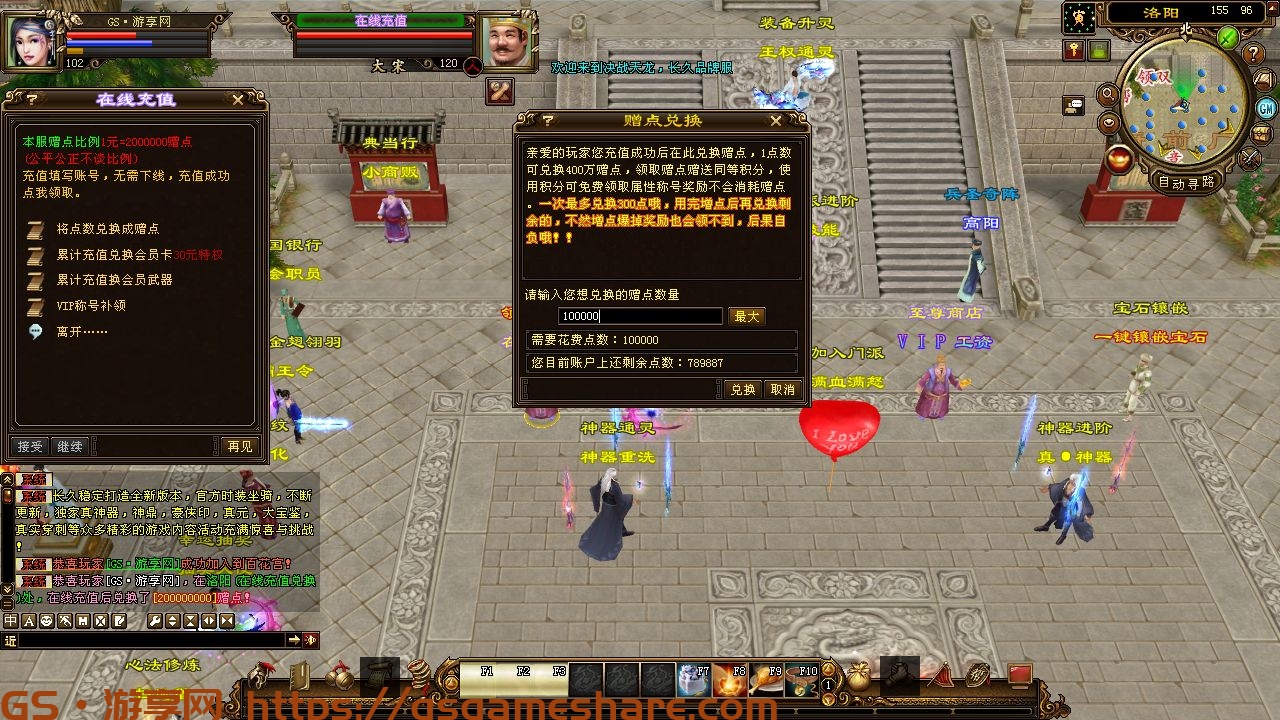 GS·游享网
102
在线充值
大宋
120
洛阳
155 96
北
自动寻路
装备升灵
王权通灵
欢迎来到决战天龙，长久品牌服
在线充值
本服赠点比例1元=2000000赠点
(公平公正不谈比例)
充值填写账号，无需下线，充值成功
点我领取。
将点数兑换成赠点
累计充值兑换会员卡30元特权
累计充值换会员武器
VIP称号补领
离开······
接受
继续
再见
典当行
小商贩
赠点兑换
亲爱的玩家您充值成功后在此兑换赠点，1点数
可兑换400万赠点，领取赠点赠送同等积分，使
用积分可免费领取属性称号奖励不会消耗赠点
。一次最多兑换300点哦，用完增点后再兑换剩
余的，不然增点爆掉奖励也会领不到，后果自
负哦！！
请输入您想兑换的赠点数量
100000
最大
需要花费点数：100000
您目前账户上还剩余点数：789887
兑换
取消
兵圣奇阵
高阳
至尊商店
VIP工资
宝石镶嵌
一键镶嵌宝石
加入门派
满血满怒
I Love You
神器通灵
神器重洗
神器进阶
真●神器
长久稳定打造全新版本，官方时装坐骑，不断
更新，独家真神器，神鼎，豪侠印，真元，大宝鉴，
真实穿刺等众多精彩的游戏内容活动充满惊喜与挑战
！
恭喜玩家[GS·游享网]成功加入到百花宫！
恭喜玩家[GS·游享网]，在洛阳(在线充值兑换
)处，在线充值后兑换了[200000000]赠点！
近
心法修炼
F1 F2 F3 F7 F8 F9 F10
GS·游享网 https://gsgameshare.com